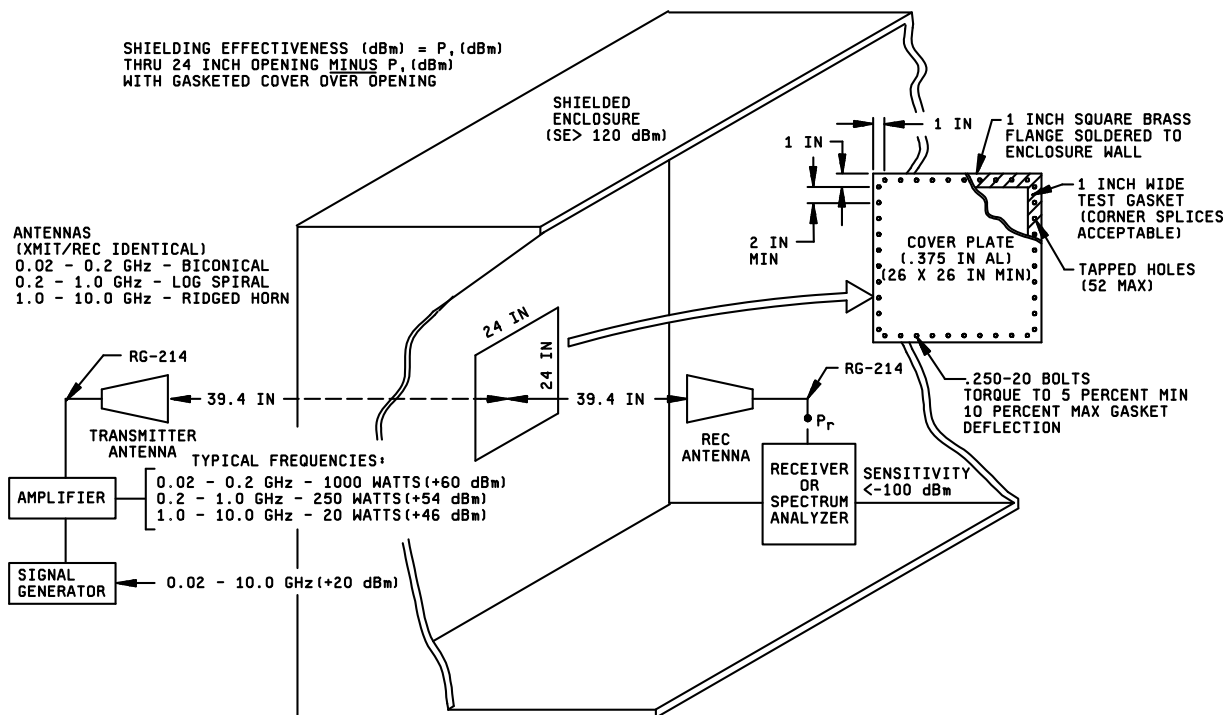 SHIELDING EFFECTIVENESS (dBm) = P, (dBm)
THRU 24 INCH OPENING MINUS P, (dBm)
WITH GASKETED COVER OVER OPENING
SHIELDED
ENCLOSURE
(SE> 120 dBm)
1 IN
1 IN
2 IN
MIN
1 INCH SQUARE BRASS
FLANGE SOLDERED TO
ENCLOSURE WALL
1 INCH WIDE
TEST GASKET
(CORNER SPLICES
ACCEPTABLE)
COVER PLATE
(.375 IN AL)
(26 X 26 IN MIN)
TAPPED HOLES
(52 MAX)
.250-20 BOLTS
TORQUE TO 5 PERCENT MIN
10 PERCENT MAX GASKET
DEFLECTION
ANTENNAS
(XMIT/REC IDENTICAL)
0.02 - 0.2 GHz - BICONICAL
0.2 - 1.0 GHz - LOG SPIRAL
1.0 - 10.0 GHz - RIDGED HORN
24 IN
24 IN
RG-214
39.4 IN
39.4 IN
RG-214
TRANSMITTER
ANTENNA
REC
ANTENNA
Pr
TYPICAL FREQUENCIES:
0.02 - 0.2 GHz - 1000 WATTS (+60 dBm)
0.2 - 1.0 GHz - 250 WATTS (+54 dBm)
1.0 - 10.0 GHz - 20 WATTS (+46 dBm)
AMPLIFIER
RECEIVER
OR
SPECTRUM
ANALYZER
SENSITIVITY
<-100 dBm
SIGNAL
GENERATOR
0.02 - 10.0 GHz (+20 dBm)